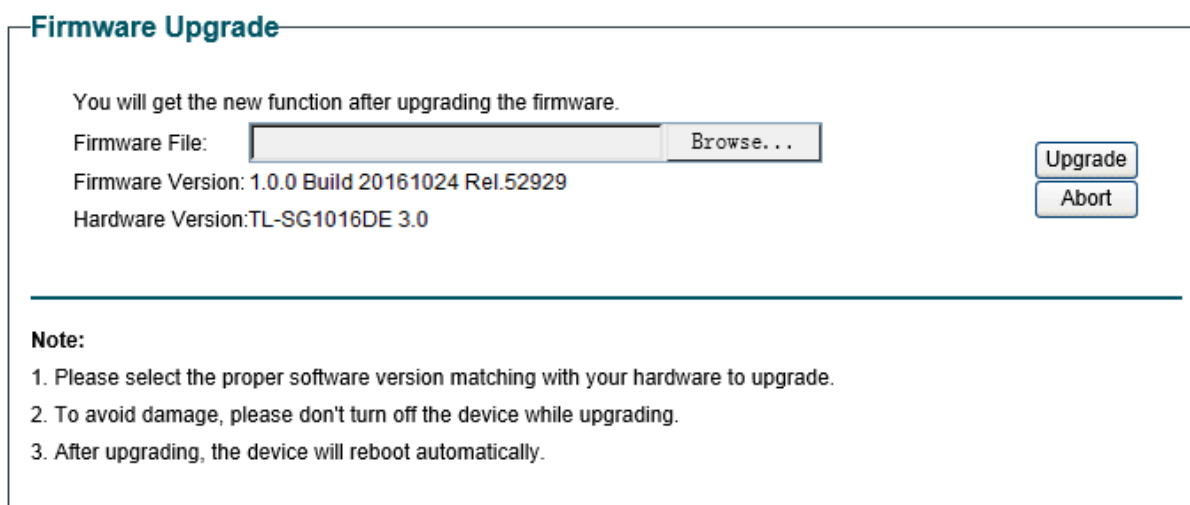 Firmware Upgrade
You will get the new function after upgrading the firmware.
Firmware File: Browse...
Upgrade
Firmware Version: 1.0.0 Build 20161024 Rel.52929
Abort
Hardware Version:TL-SG1016DE 3.0
Note:
1. Please select the proper software version matching with your hardware to upgrade.
2. To avoid damage, please don't turn off the device while upgrading.
3. After upgrading, the device will reboot automatically.